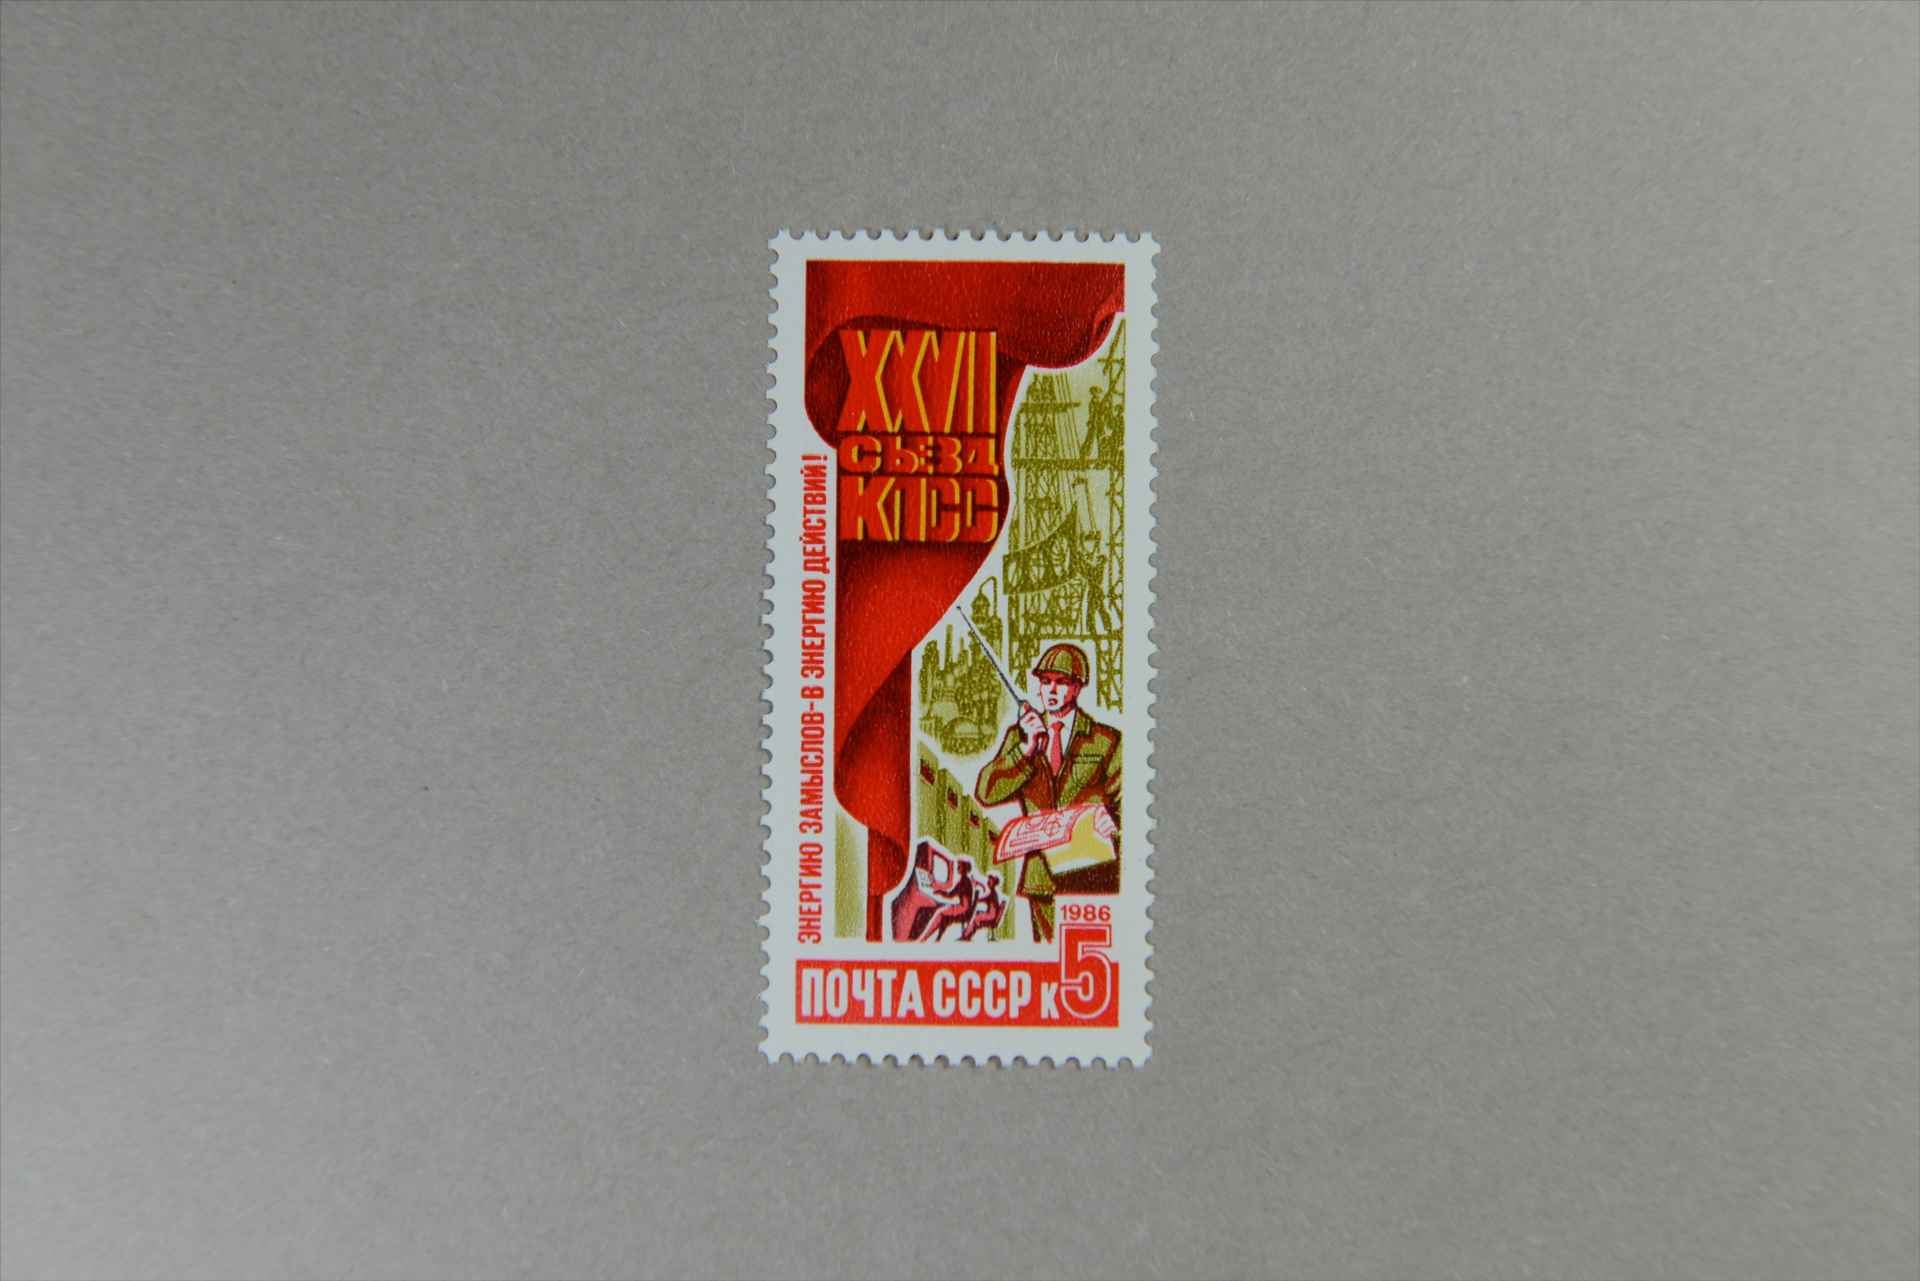 XXVII
СЪЕЗД
КПСС
ЭНЕРГИЮ ЗАМЫСЛОВ-В ЭНЕРГИЮ ДЕЙСТВИЙ!
1986
ПОЧТА СССР к5